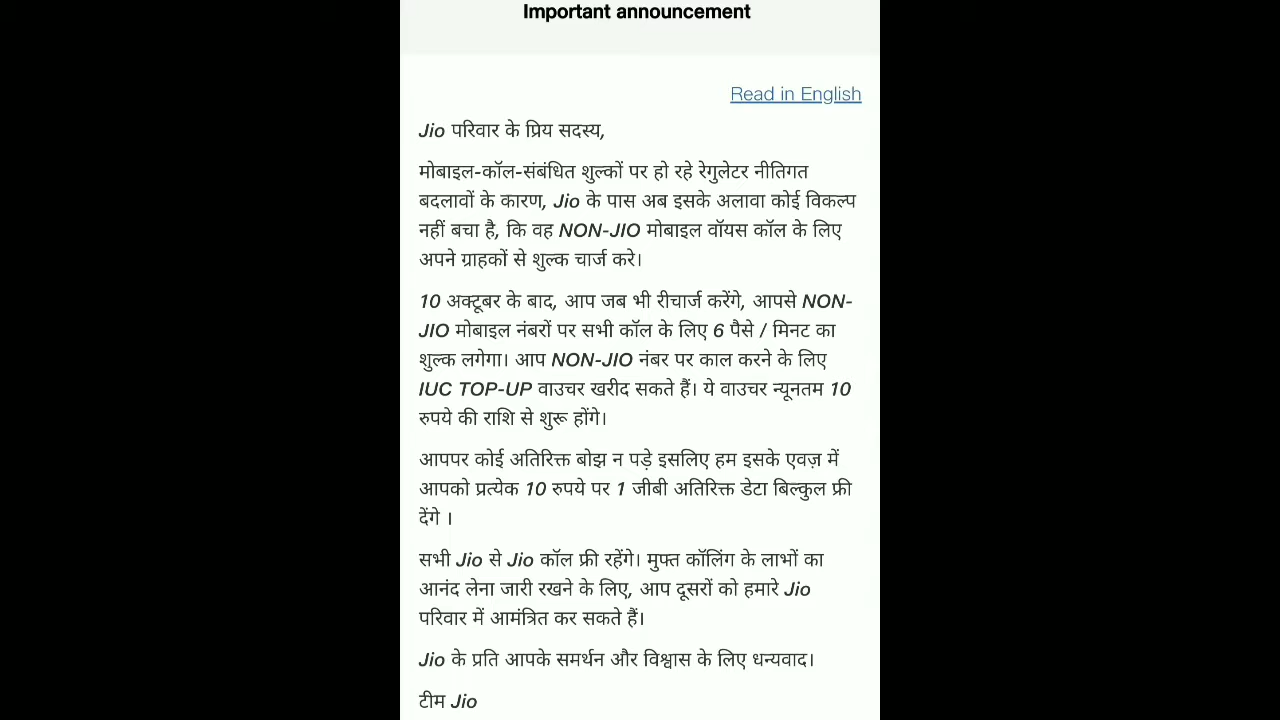 Important announcement
Read in English
Jio परिवार के प्रिय सदस्य,
मोबाइल-कॉल-संबंधित शुल्कों पर हो रहे रेगुलेटर नीतिगत
बदलावों के कारण, Jio के पास अब इसके अलावा कोई विकल्प
नहीं बचा है, कि वह NON-JIO मोबाइल वॉयस कॉल के लिए
अपने ग्राहकों से शुल्क चार्ज करे।
10 अक्टूबर के बाद, आप जब भी रीचार्ज करेंगे, आपसे NON-
JIO मोबाइल नंबरों पर सभी कॉल के लिए 6 पैसे / मिनट का
शुल्क लगेगा। आप NON-JIO नंबर पर काल करने के लिए
IUC TOP-UP वाउचर खरीद सकते हैं। ये वाउचर न्यूनतम 10
रुपये की राशि से शुरू होंगे।
आपपर कोई अतिरिक्त बोझ न पड़े इसलिए हम इसके एवज़ में
आपको प्रत्येक 10 रुपये पर 1 जीबी अतिरिक्त डेटा बिल्कुल फ्री
देंगे ।
सभी Jio से Jio कॉल फ्री रहेंगे। मुफ्त कॉलिंग के लाभों का
आनंद लेना जारी रखने के लिए, आप दूसरों को हमारे Jio
परिवार में आमंत्रित कर सकते हैं।
Jio के प्रति आपके समर्थन और विश्वास के लिए धन्यवाद।
टीम Jio